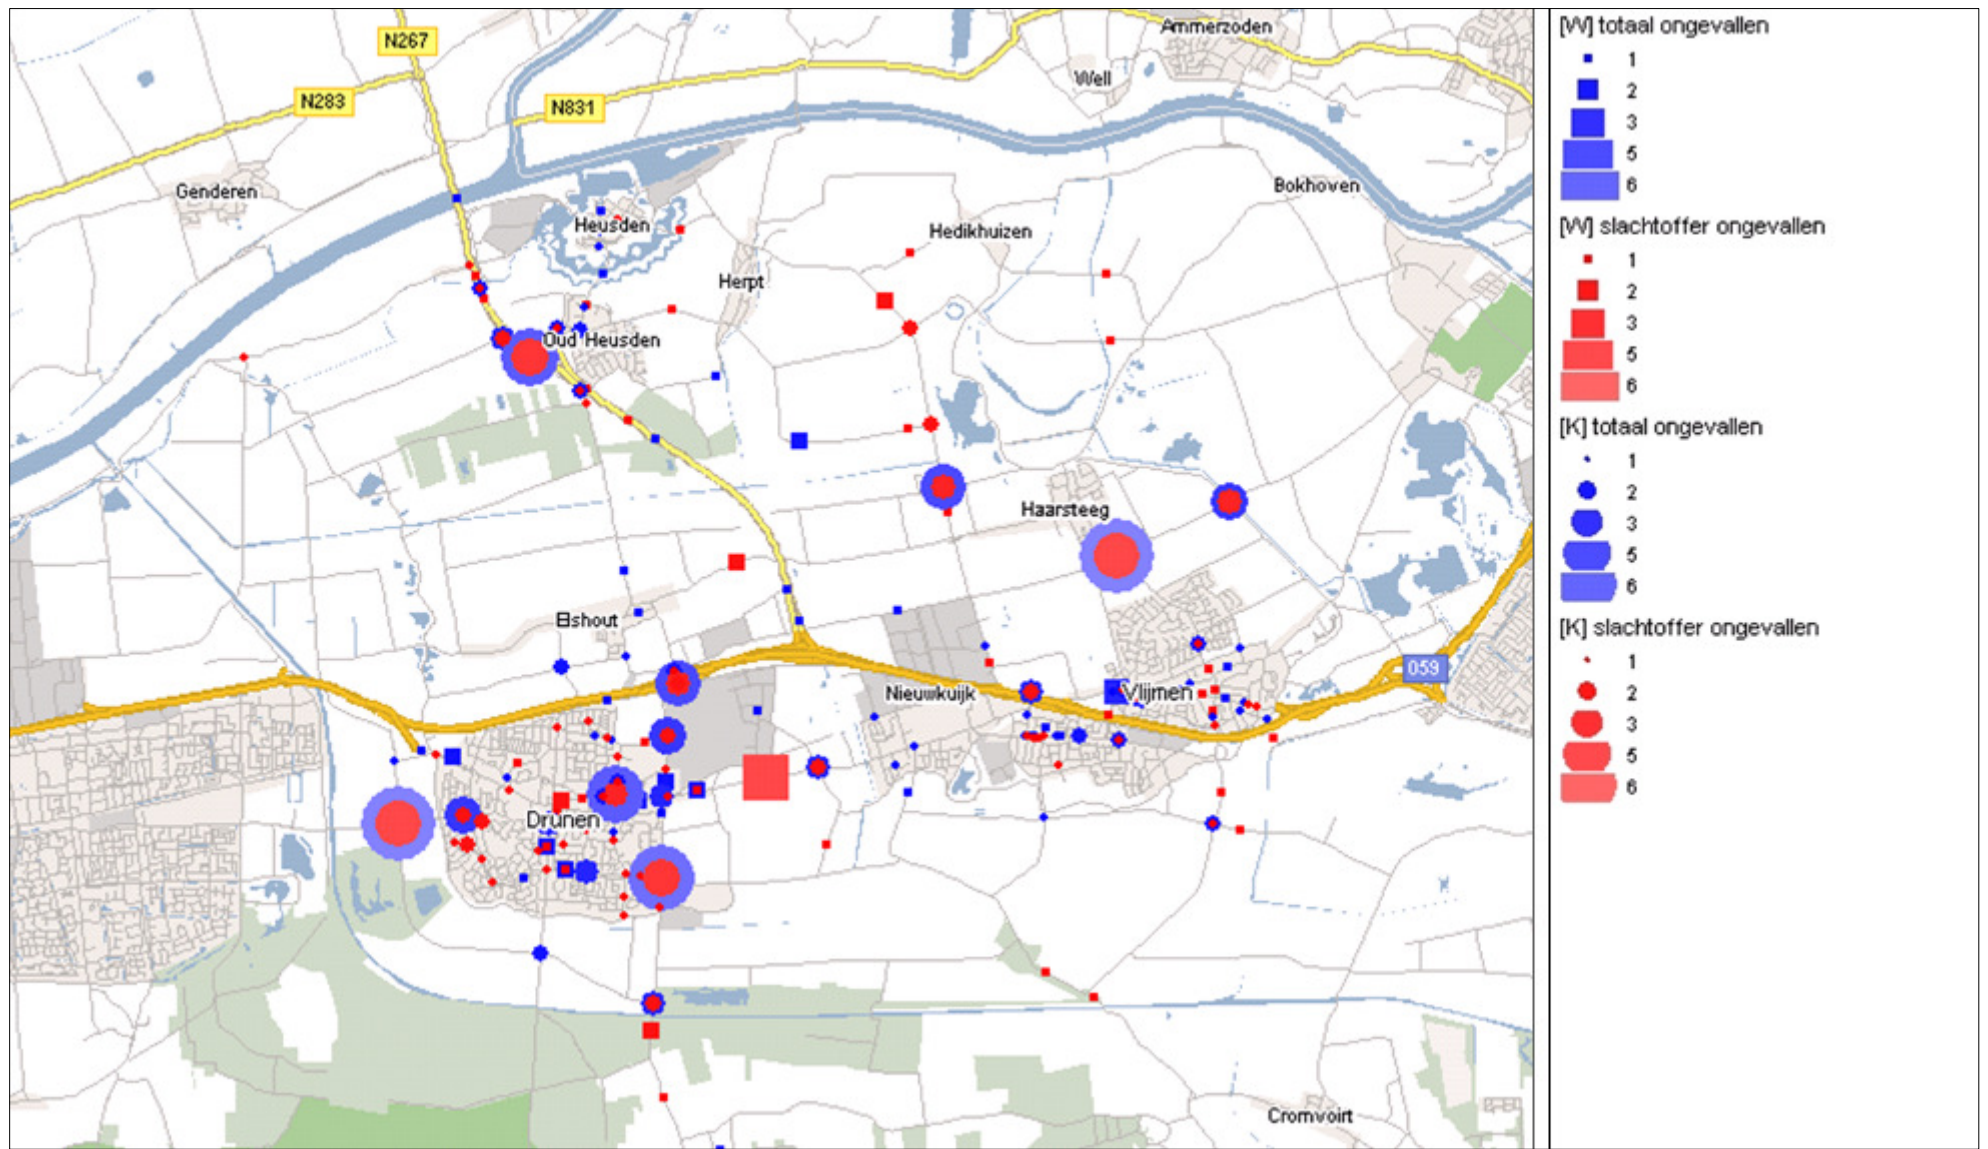 Ammerzoden
N267
Well
N283
N831
Genderen
Bokhoven
Heusden
Hedikhuizen
Herpt
Oud Heusden
Haarsteeg
Elshout
059
Nieuwkuijk
Vlijmen
Drunen
Cromvoirt
[W] totaal ongevallen
1
2
3
5
6
[W] slachtoffer ongevallen
1
2
3
5
6
[K] totaal ongevallen
1
2
3
5
6
[K] slachtoffer ongevallen
1
2
3
5
6